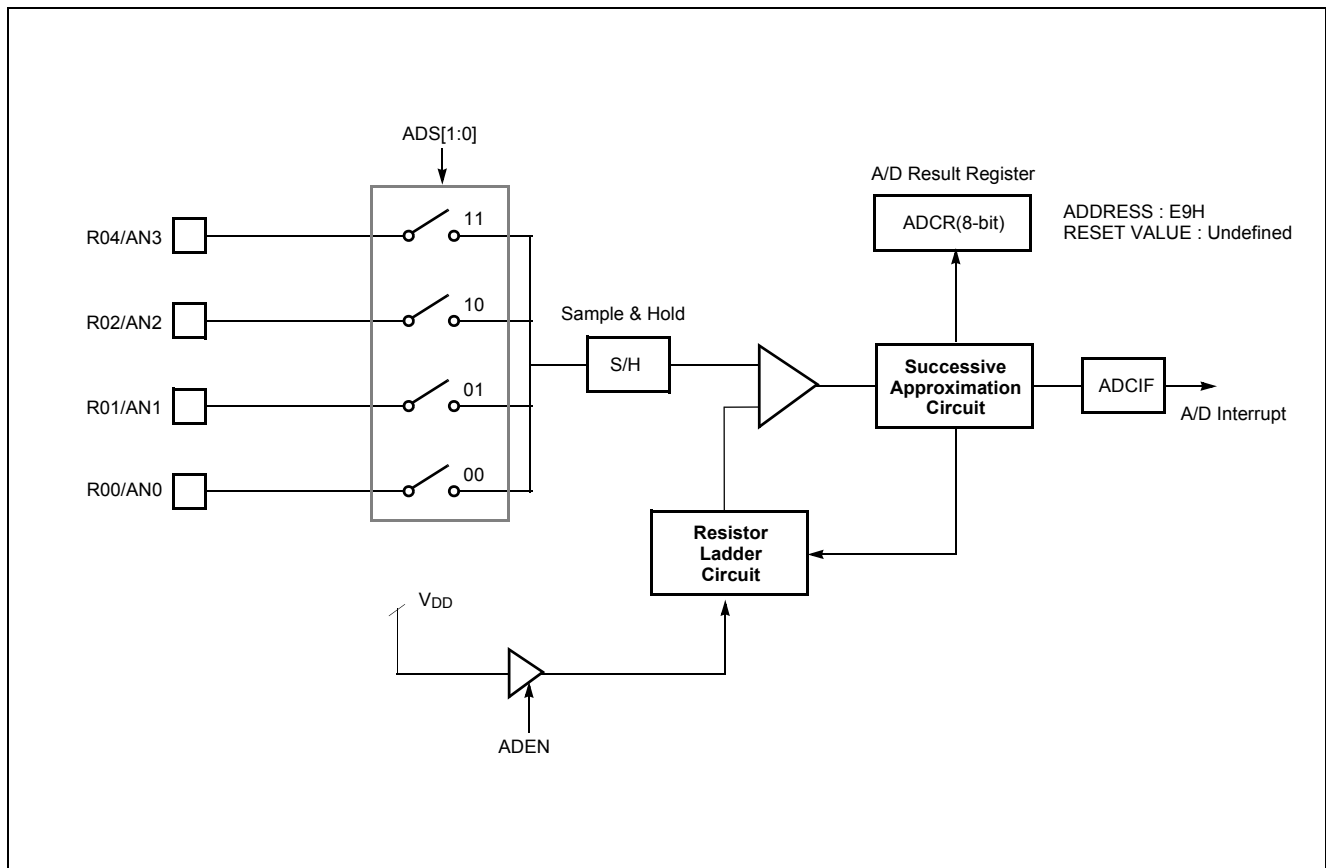 ADS[1:0]
A/D Result Register
R04/AN3
11
ADCR(8-bit)
ADDRESS : E9H
RESET VALUE : Undefined
R02/AN2
10
Sample & Hold
S/H
Successive
Approximation
Circuit
ADCIF
A/D Interrupt
R01/AN1
01
R00/AN0
00
Resistor
Ladder
Circuit
VDD
ADEN